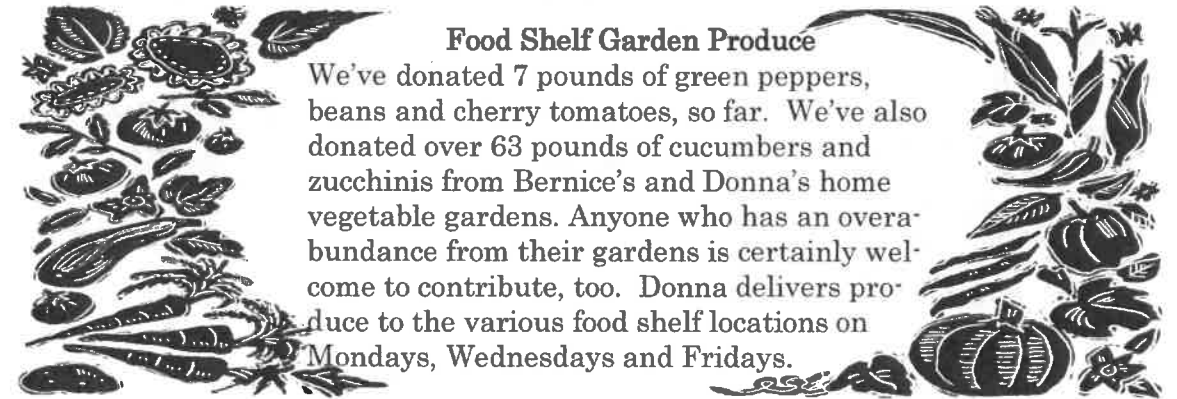 Food Shelf Garden Produce
We've donated 7 pounds of green peppers,
beans and cherry tomatoes, so far. We've also
donated over 63 pounds of cucumbers and
zucchinis from Bernice's and Donna's home
vegetable gardens. Anyone who has an overa-
bundance from their gardens is certainly wel-
come to contribute, too. Donna delivers pro-
duce to the various food shelf locations on
Mondays, Wednesdays and Fridays.